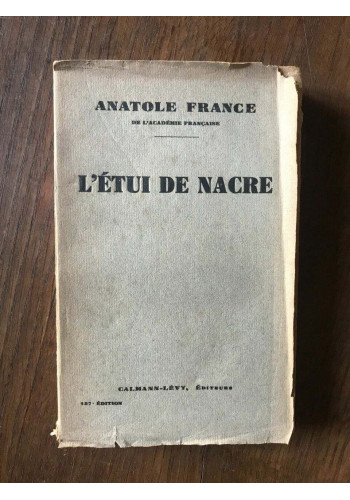 ANATOLE FRANCE
DE L'ACADÉMIE FRANÇAISE
L'ÉTUI DE NACRE
CALMANN-LÉVY, ÉDITEURS
ÉDITION